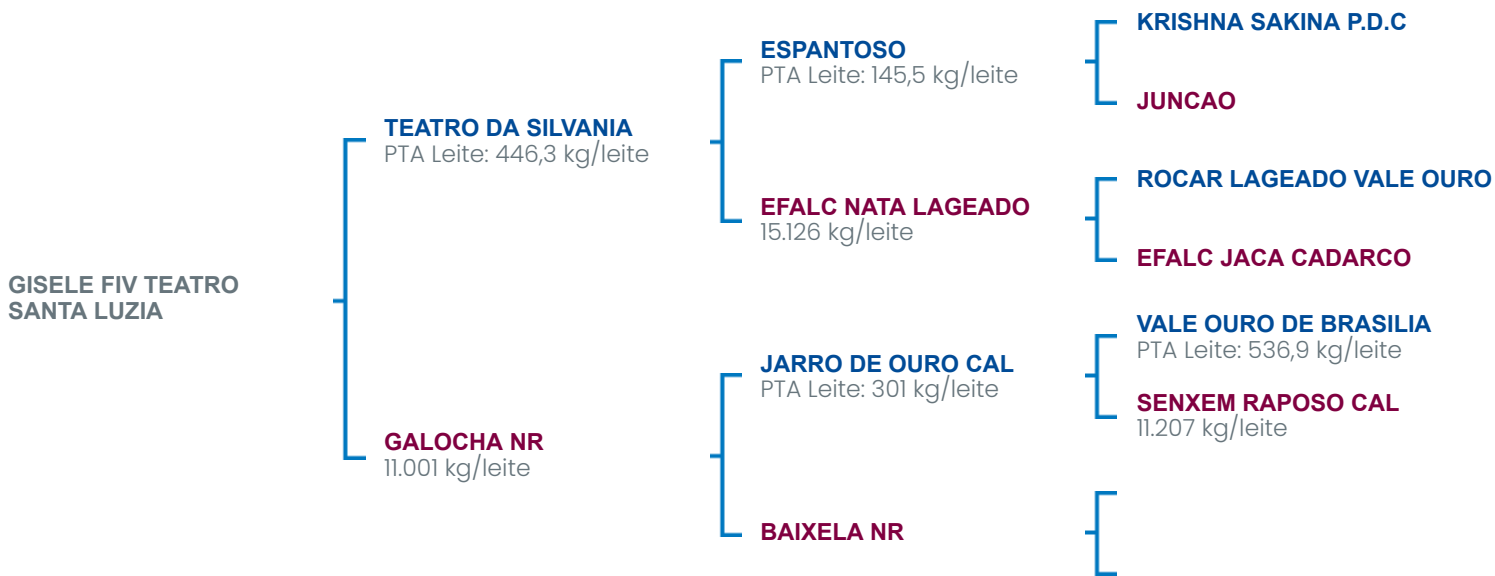 GISELE FIV TEATRO
SANTA LUZIA
TEATRO DA SILVANIA
PTA Leite: 446,3 kg/leite
GALOCHA NR
11.001 kg/leite
ESPANTOSO
PTA Leite: 145,5 kg/leite
EFALC NATA LAGEADO
15.126 kg/leite
JARRO DE OURO CAL
PTA Leite: 301 kg/leite
BAIXELA NR
KRISHNA SAKINA P.D.C
JUNCAO
ROCAR LAGEADO VALE OURO
EFALC JACA CADARCO
VALE OURO DE BRASILIA
PTA Leite: 536,9 kg/leite
SENXEM RAPOSO CAL
11.207 kg/leite